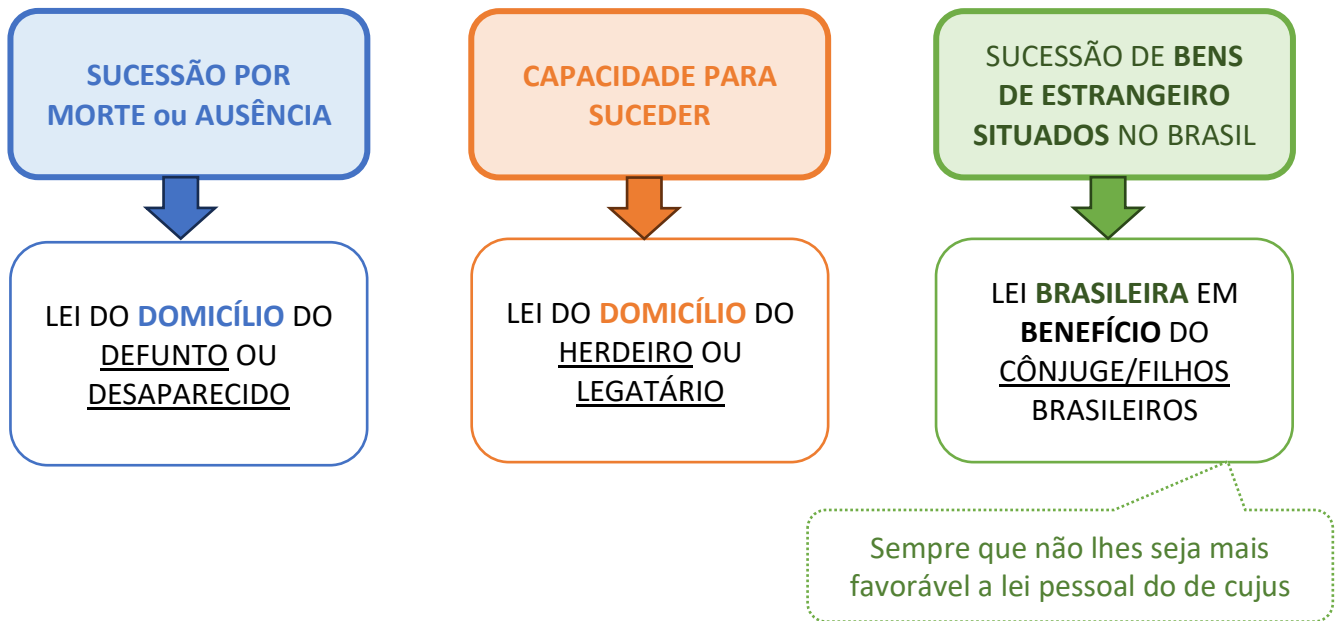 SUCESSÃO POR
MORTE ou AUSÊNCIA
LEI DO DOMICÍLIO DO
DEFUNTO OU
DESAPARECIDO
CAPACIDADE PARA
SUCEDER
LEI DO DOMICÍLIO DO
HERDEIRO OU
LEGATÁRIO
SUCESSÃO DE BENS
DE ESTRANGEIRO
SITUADOS NO BRASIL
LEI BRASILEIRA EM
BENEFÍCIO DO
CÔNJUGE/FILHOS
BRASILEIROS
Sempre que não lhes seja mais
favorável a lei pessoal do de cujus